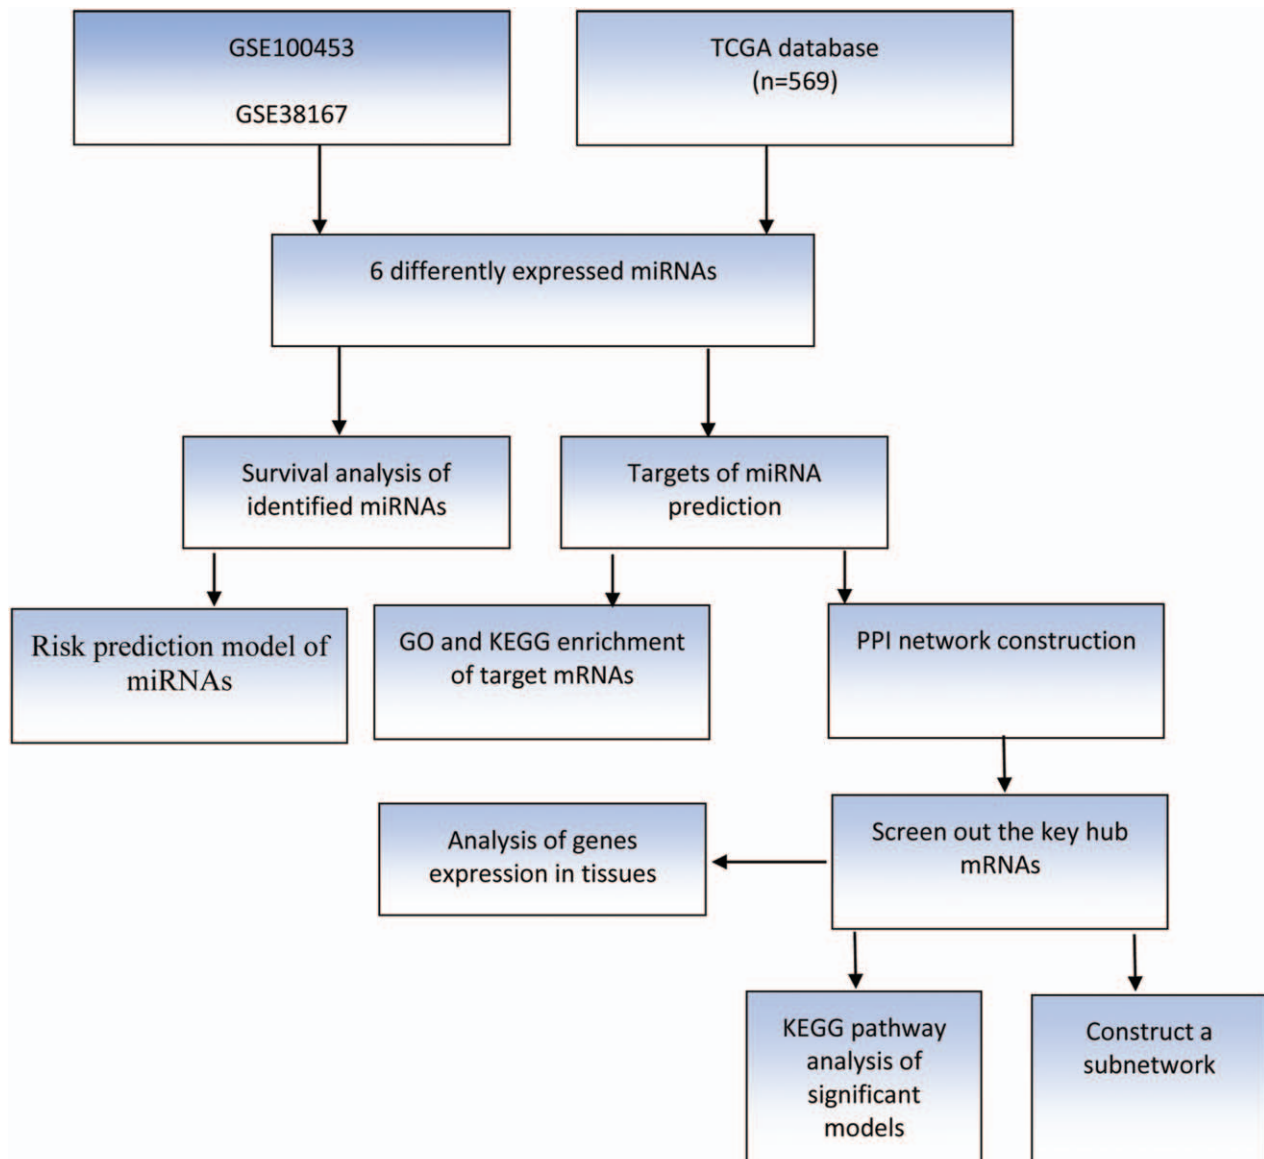 GSE100453
GSE38167
TCGA database
(n=569)
6 differently expressed miRNAs
Survival analysis of
identified miRNAs
Targets of miRNA
prediction
Risk prediction model of
miRNAs
GO and KEGG enrichment
of target mRNAs
PPI network construction
Analysis of genes
expression in tissues
Screen out the key hub
mRNAs
KEGG pathway
analysis of
significant
models
Construct a
subnetwork